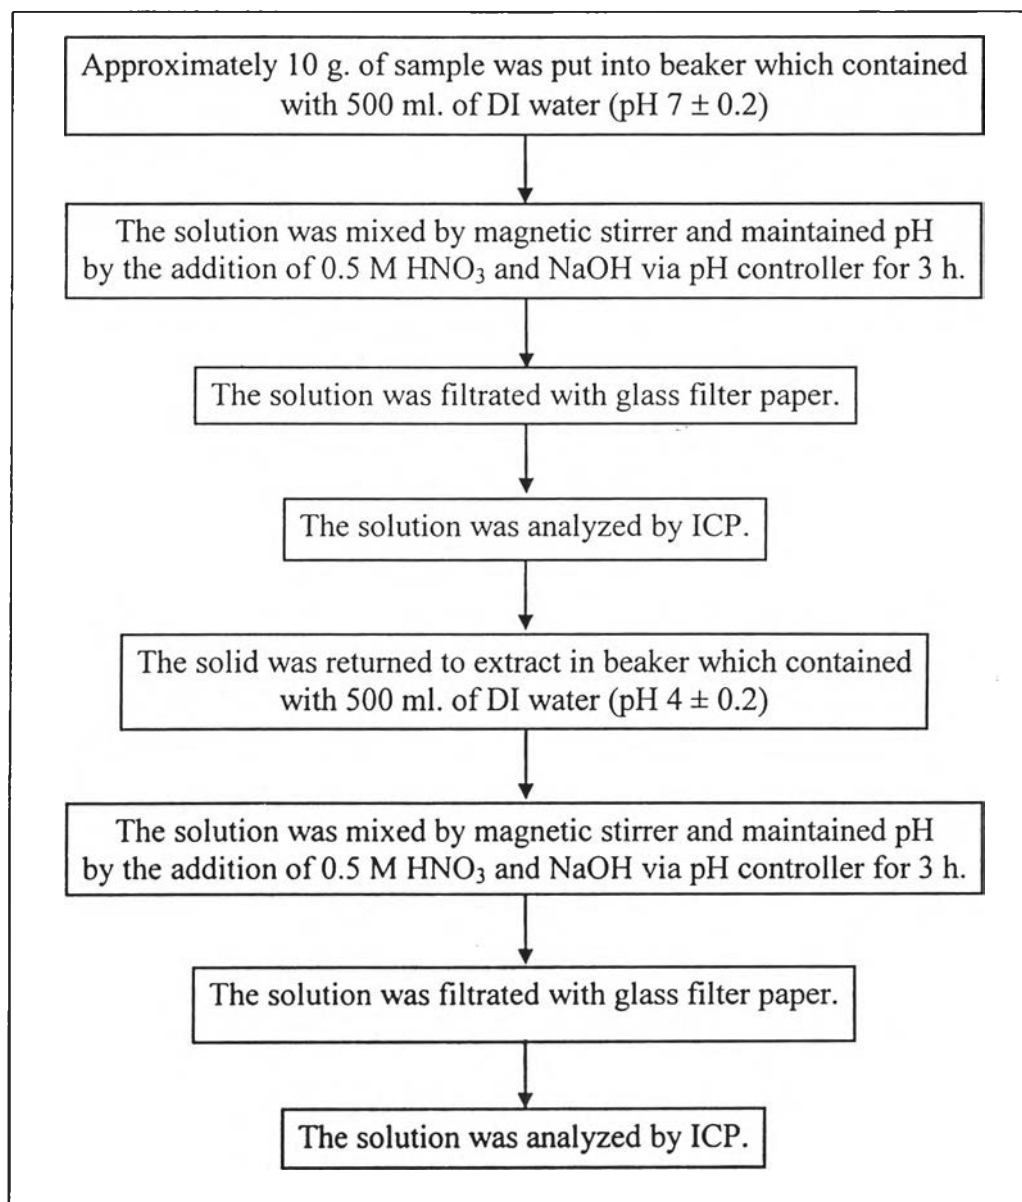 Approximately 10 g. of sample was put into beaker which contained
with 500 ml. of DI water (pH 7 ± 0.2)
The solution was mixed by magnetic stirrer and maintained pH
by the addition of 0.5 M HNO₃ and NaOH via pH controller for 3 h.
The solution was filtrated with glass filter paper.
The solution was analyzed by ICP.
The solid was returned to extract in beaker which contained
with 500 ml. of DI water (pH 4 ± 0.2)
The solution was mixed by magnetic stirrer and maintained pH
by the addition of 0.5 M HNO₃ and NaOH via pH controller for 3 h.
The solution was filtrated with glass filter paper.
The solution was analyzed by ICP.